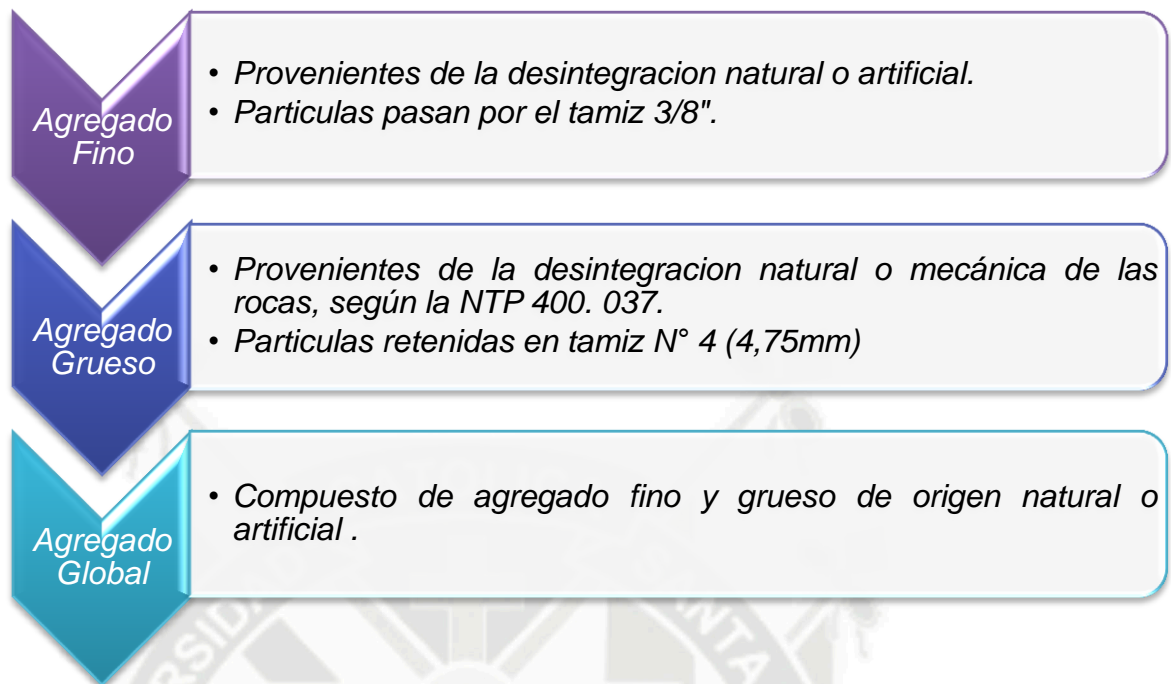 Agregado
Fino
• Provenientes de la desintegracion natural o artificial.
• Particulas pasan por el tamiz 3/8".
Agregado
Grueso
• Provenientes de la desintegracion natural o mecánica de las
rocas, según la NTP 400. 037.
• Particulas retenidas en tamiz N° 4 (4,75mm)
Agregado
Global
• Compuesto de agregado fino y grueso de origen natural o
artificial .
CATOLICA
SANTA